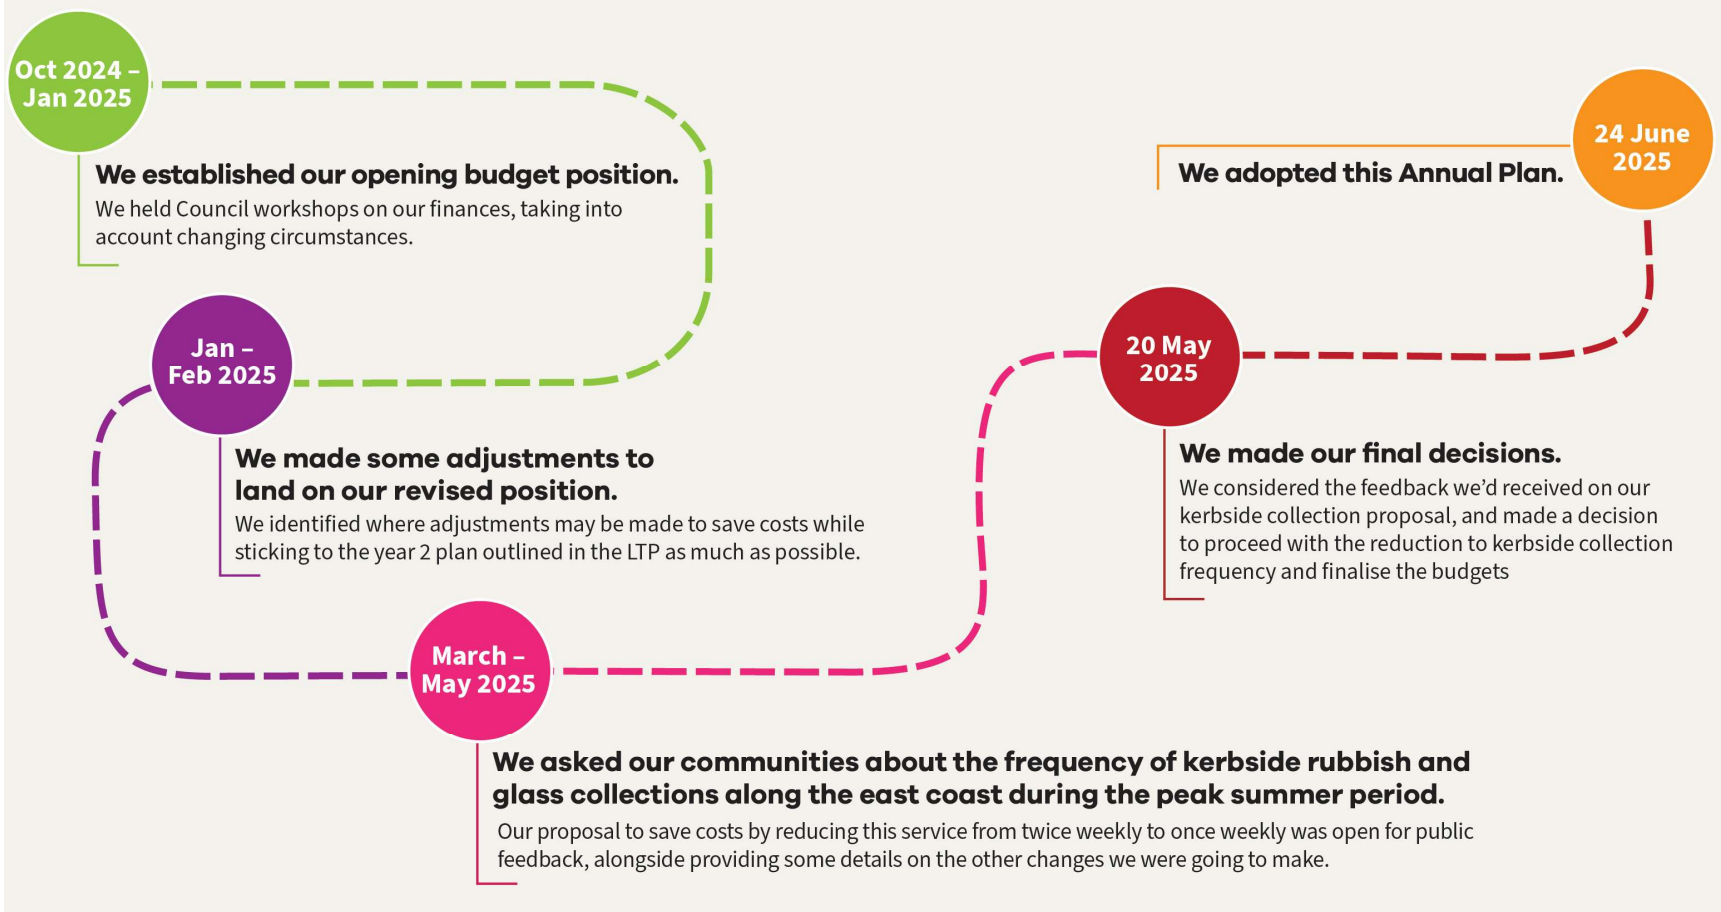 Oct 2024 –
Jan 2025
We established our opening budget position.
We held Council workshops on our finances, taking into
account changing circumstances.
Jan –
Feb 2025
We made some adjustments to
land on our revised position.
We identified where adjustments may be made to save costs while
sticking to the year 2 plan outlined in the LTP as much as possible.
March –
May 2025
We asked our communities about the frequency of kerbside rubbish and
glass collections along the east coast during the peak summer period.
Our proposal to save costs by reducing this service from twice weekly to once weekly was open for public
feedback, alongside providing some details on the other changes we were going to make.
20 May
2025
We made our final decisions.
We considered the feedback we’d received on our
kerbside collection proposal, and made a decision
to proceed with the reduction to kerbside collection
frequency and finalise the budgets
24 June
2025
We adopted this Annual Plan.